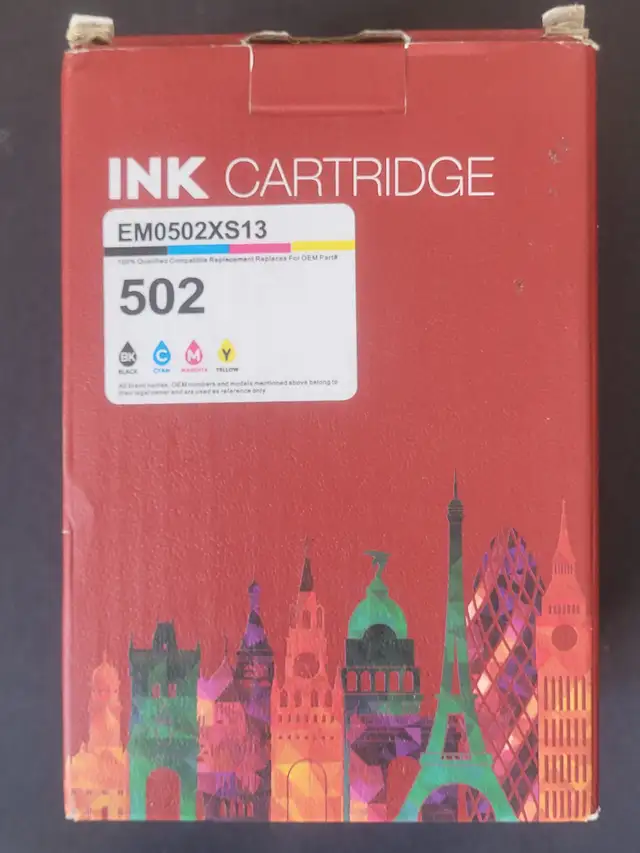 INK CARTRIDGE
EM0502XS13
100% Qualified Compatible Replacement Replaces For OEM Part#
502
BK C M Y
BLACK CYAN MAGENTA YELLOW
All brand names, OEM numbers and models mentioned above belong to
their legal owner and are used as reference only